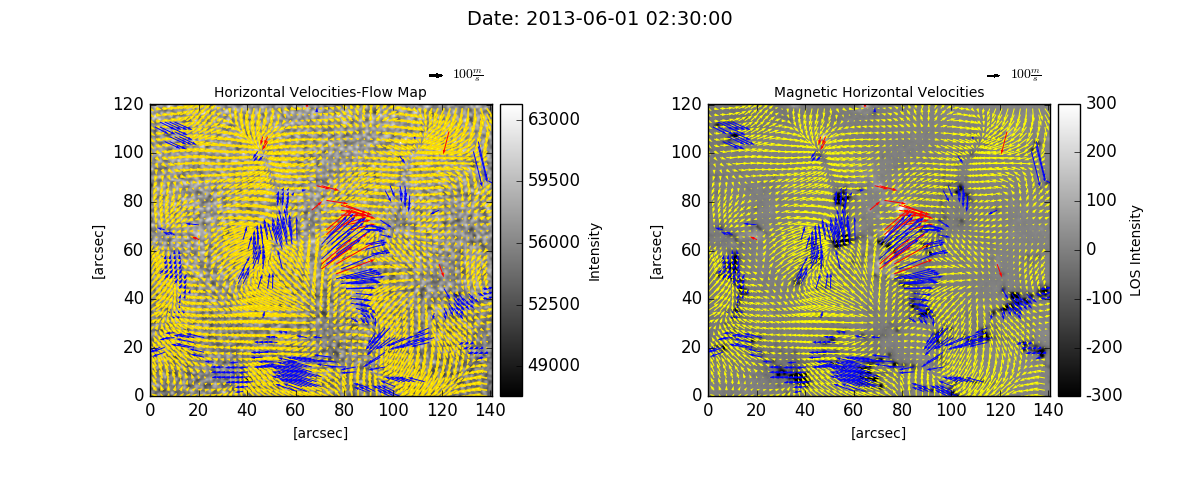 Date: 2013-06-01 02:30:00
100 m/s
Horizontal Velocities-Flow Map
120
100
80
60
40
20
0
[arcsec]
0 20 40 60 80 100 120 140
[arcsec]
63000
59500
56000
52500
49000
Intensity
100 m/s
Magnetic Horizontal Velocities
120
100
80
60
40
20
0
[arcsec]
0 20 40 60 80 100 120 140
[arcsec]
300
200
100
0
-100
-200
-300
LOS Intensity